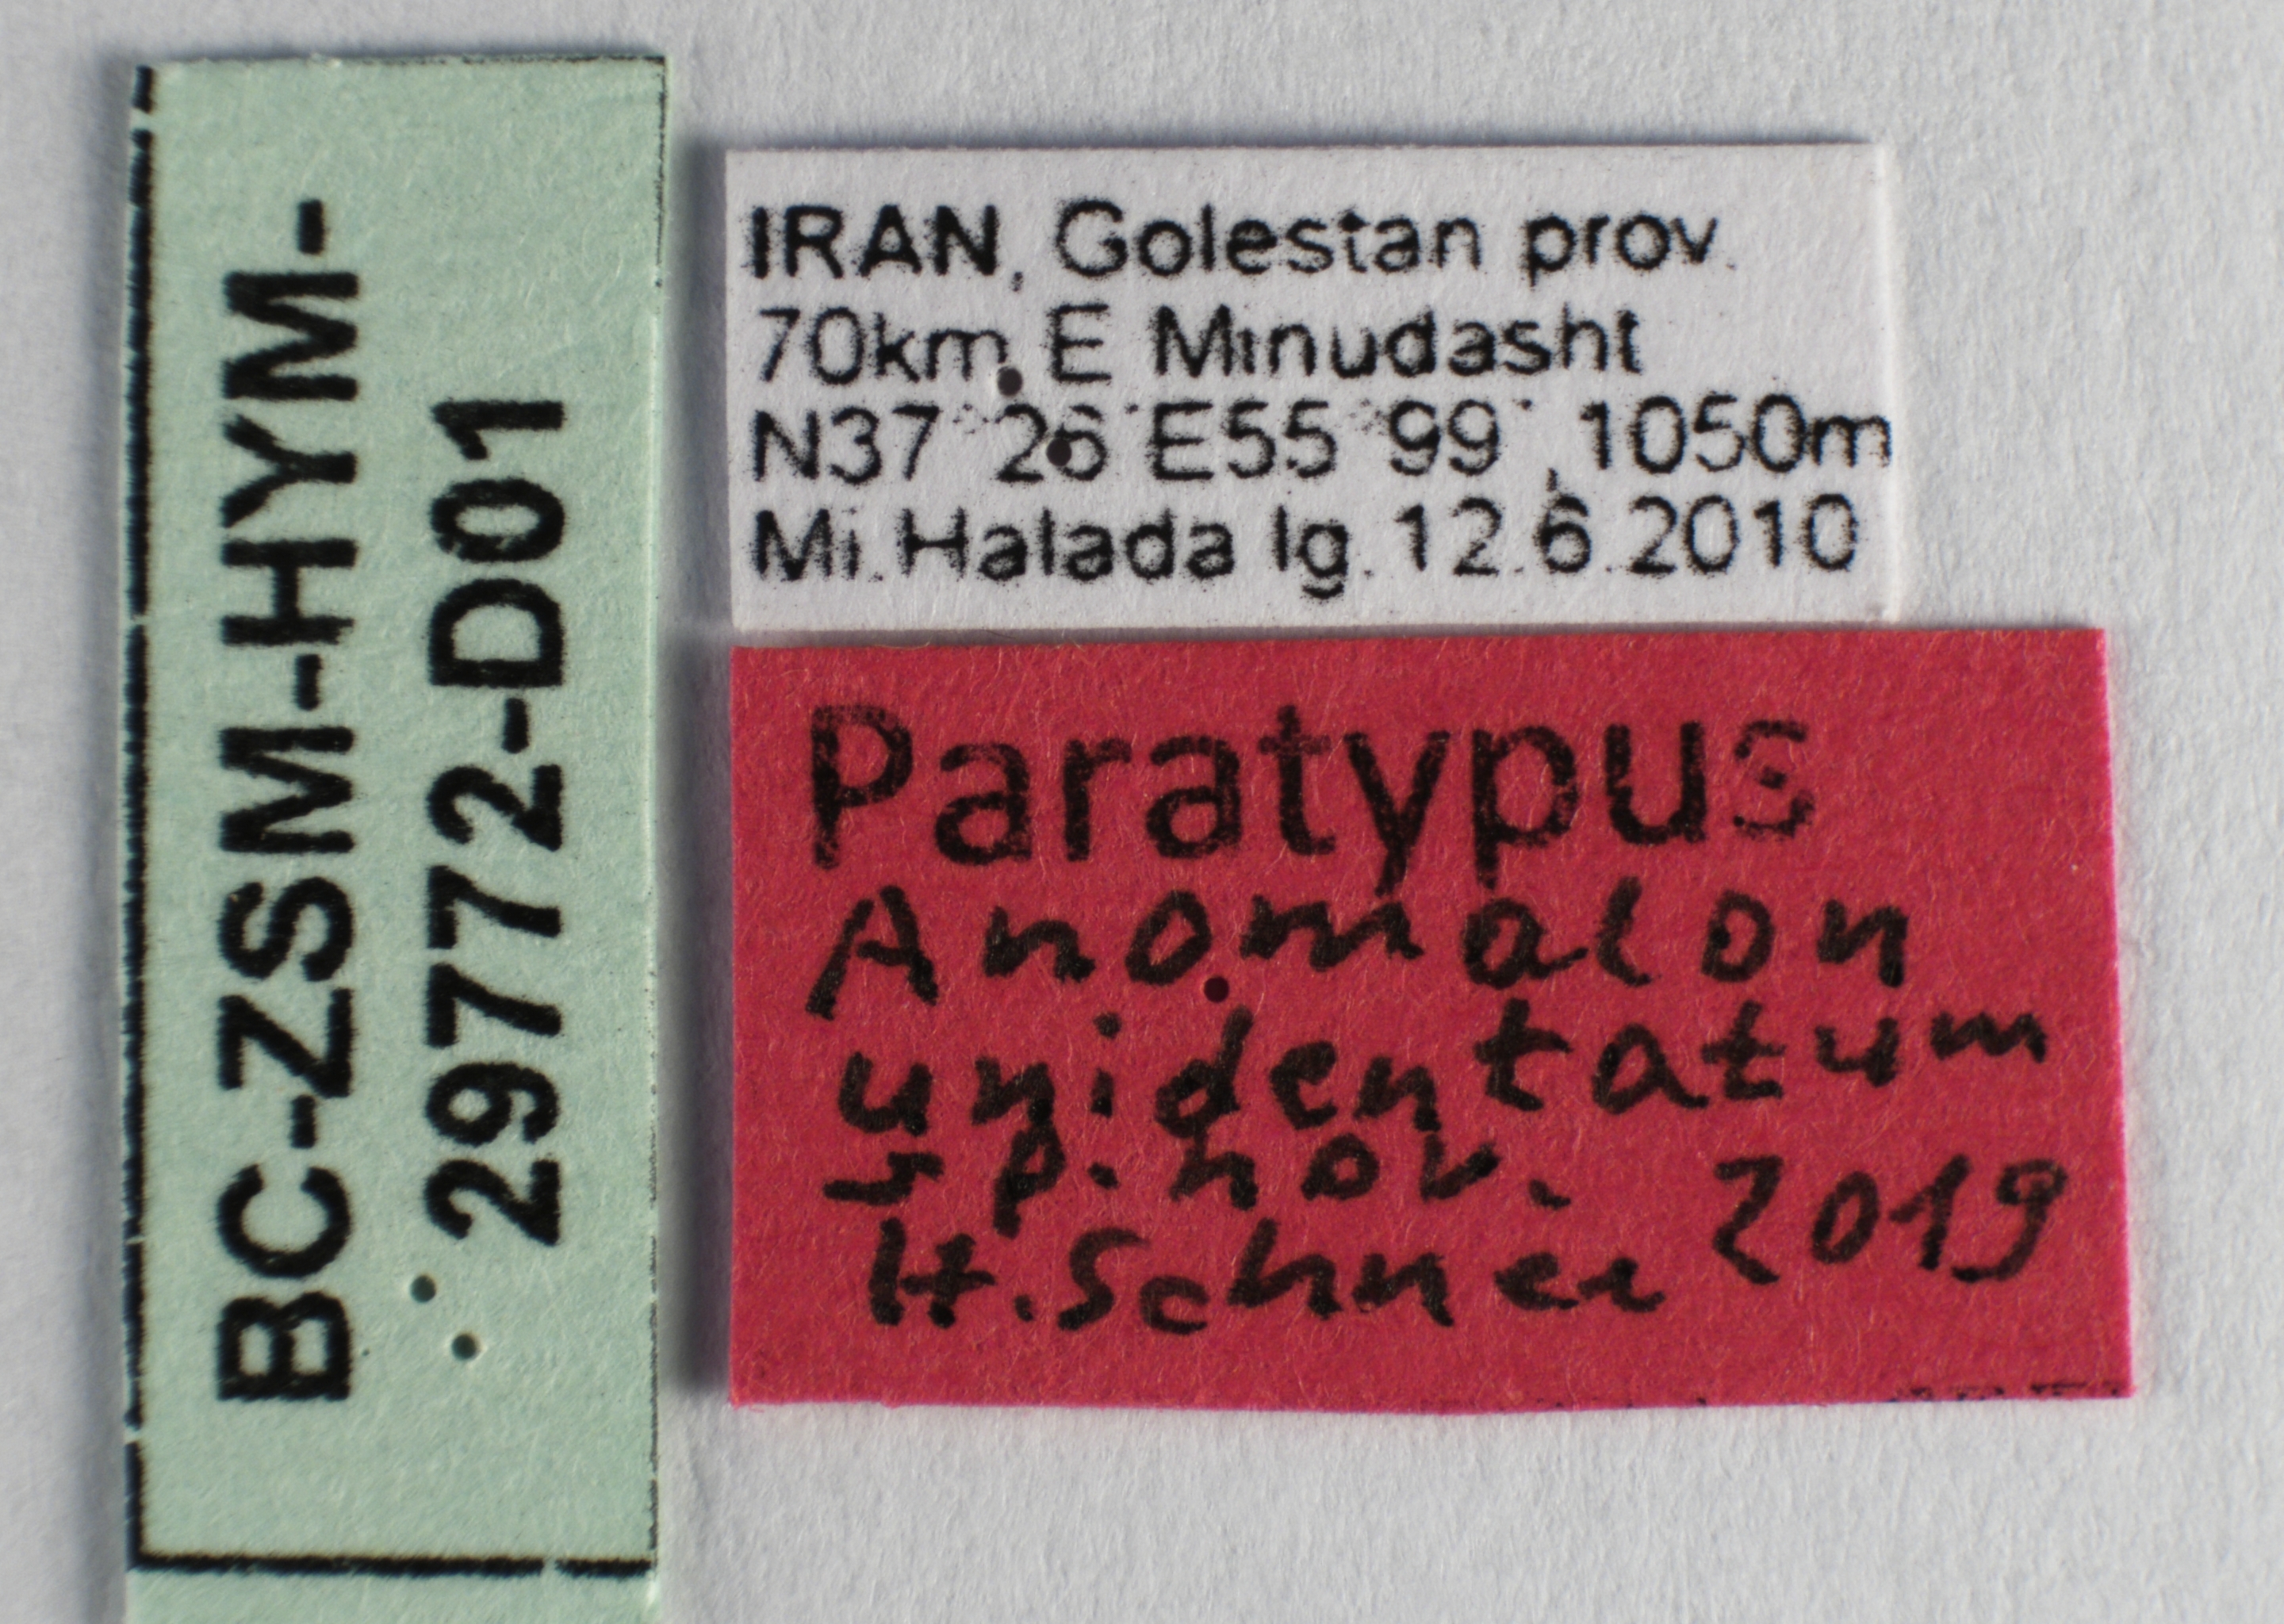 BC-ZSM-HYM-
29772-D01
IRAN, Golestan prov.
70km E Minudasht
N37°26' E55°99', 1050m
Mi.Halada lg. 12.6.2010
Paratypus
Anomalon
unidentatum
sp. nov.
H. Schnee 2019